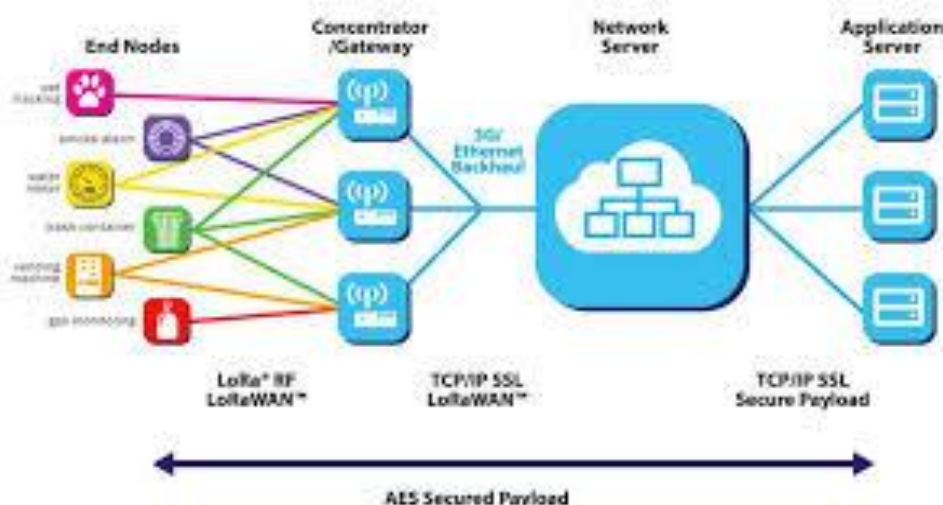 End Nodes
Concentrator
/Gateway
Network
Server
Application
Server
pet
tracking
smoke alarm
water
meter
trash container
vending
machine
gas monitoring
3G/
Ethernet
Backhaul
LoRa® RF
LoRaWAN™
TCP/IP SSL
LoRaWAN™
TCP/IP SSL
Secure Payload
AES Secured Payload